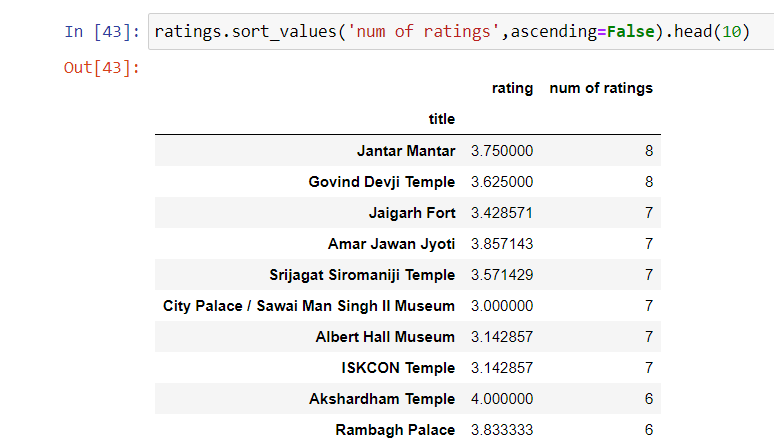 In [43]: ratings.sort_values('num of ratings',ascending=False).head(10)
Out[43]:
rating num of ratings
title
Jantar Mantar 3.750000 8
Govind Devji Temple 3.625000 8
Jaigarh Fort 3.428571 7
Amar Jawan Jyoti 3.857143 7
Srijagat Siromaniji Temple 3.571429 7
City Palace / Sawai Man Singh II Museum 3.000000 7
Albert Hall Museum 3.142857 7
ISKCON Temple 3.142857 7
Akshardham Temple 4.000000 6
Rambagh Palace 3.833333 6